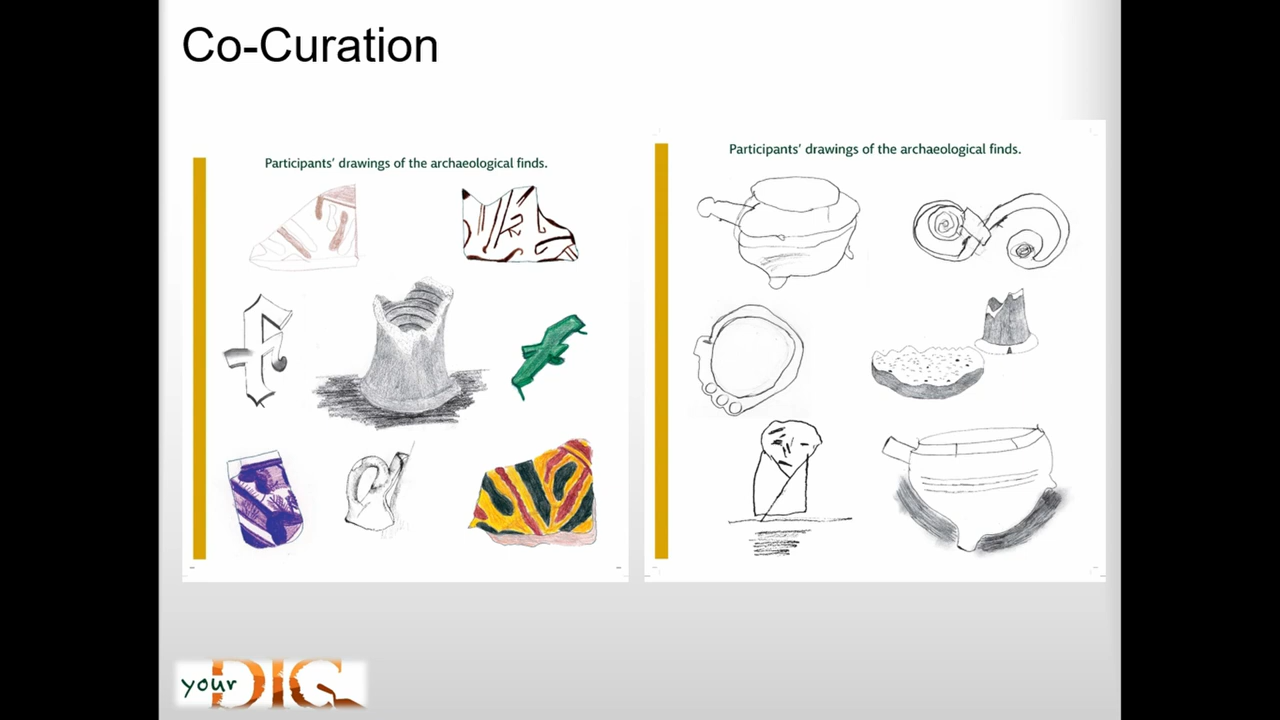 Co-Curation
Participants' drawings of the archaeological finds.
Participants' drawings of the archaeological finds.
your DIG